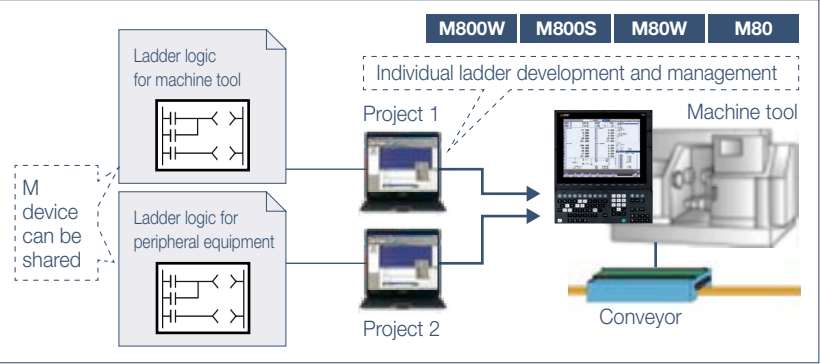 M800W M800S M80W M80
Ladder logic
for machine tool
Individual ladder development and management
Project 1
Machine tool
M
device
can be
shared
Ladder logic for
peripheral equipment
Project 2
Conveyor